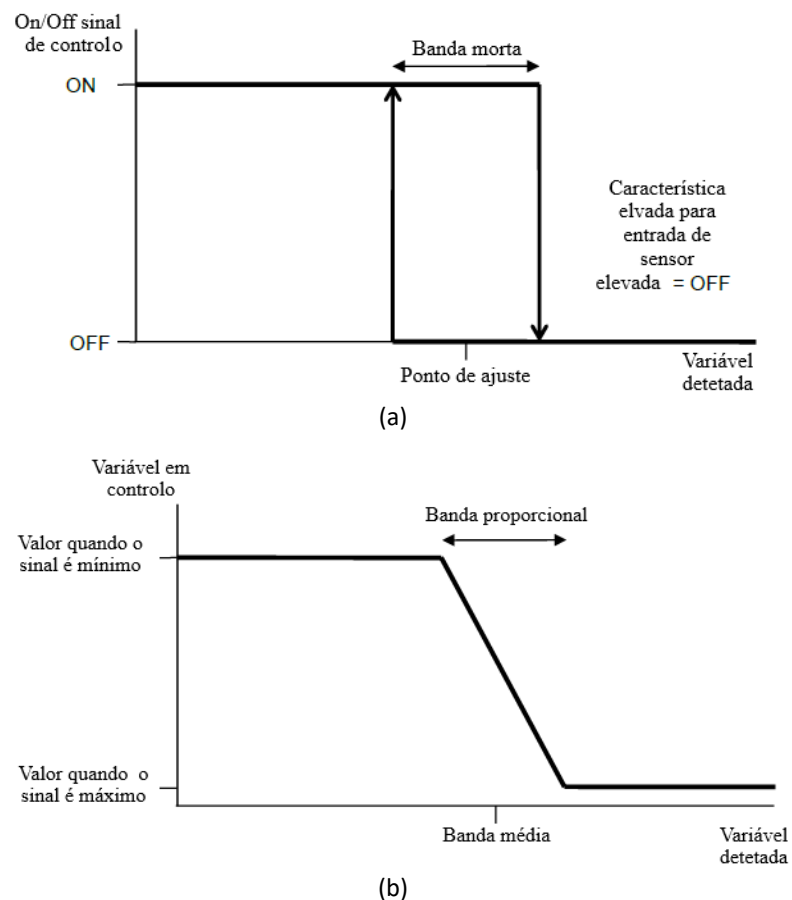 On/Off sinal
de controlo
Banda morta
ON
Característica
elvada para
entrada de
sensor
elevada = OFF
OFF
Ponto de ajuste
Variável
detetada
(a)
Variável em
controlo
Banda proporcional
Valor quando o
sinal é mínimo
Valor quando o
sinal é máximo
Banda média
Variável
detetada
(b)